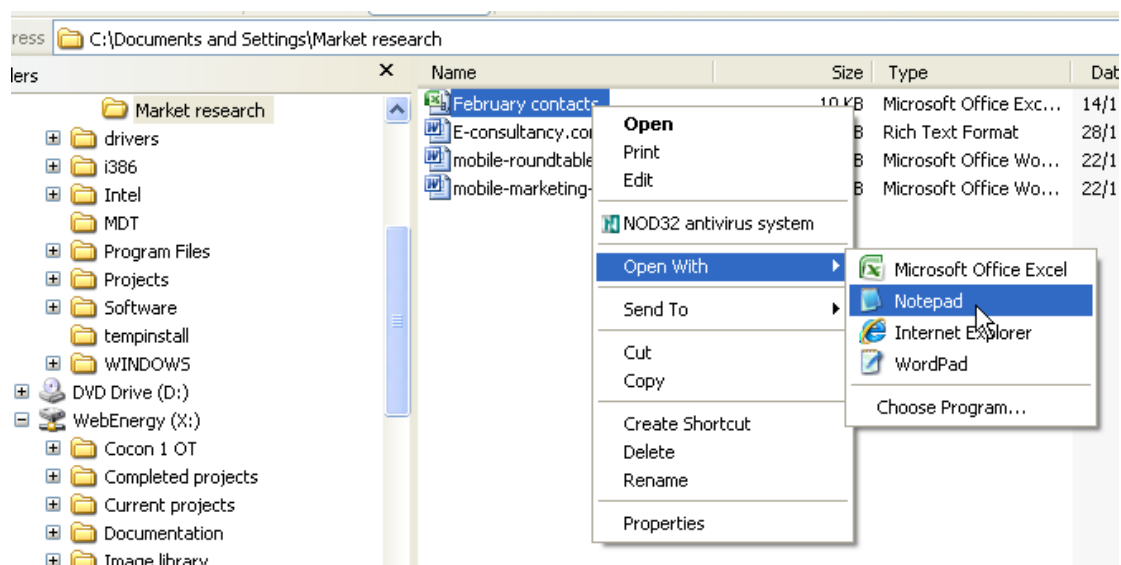 ress C:\Documents and Settings\Market research
lers × Name Size Type Dat
Market research
drivers
i386
Intel
MDT
Program Files
Projects
Software
tempinstall
WINDOWS
DVD Drive (D:)
WebEnergy (X:)
Cocon 1 OT
Completed projects
Current projects
Documentation
Image library
February contacts 10 KB Microsoft Office Exc... 14/1
E-consultancy.co B Rich Text Format 28/1
mobile-roundtable B Microsoft Office Wo... 22/1
mobile-marketing- B Microsoft Office Wo... 22/1
Open
Print
Edit
NOD32 antivirus system
Open With
Send To
Cut
Copy
Create Shortcut
Delete
Rename
Properties
Microsoft Office Excel
Notepad
Internet Explorer
WordPad
Choose Program...